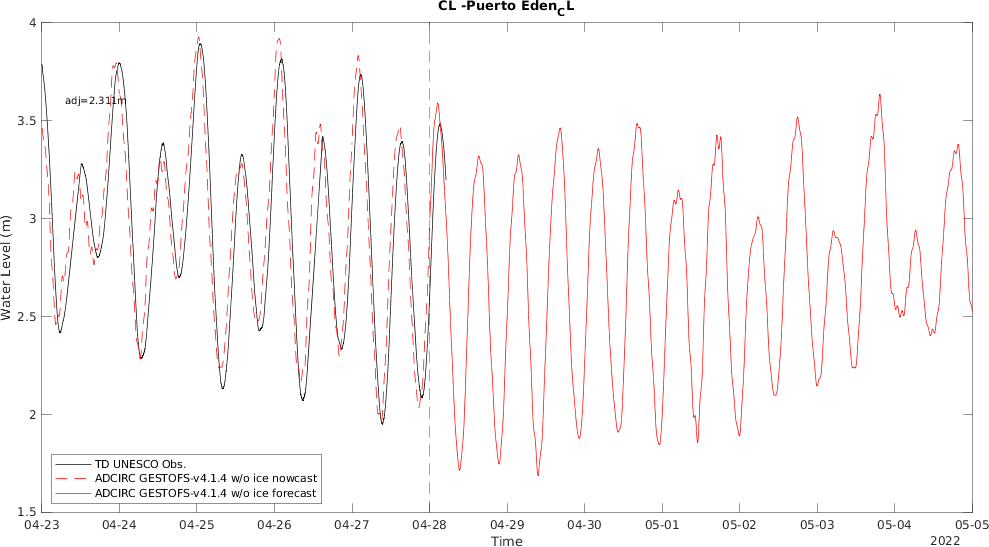 CL -Puerto Eden_CL
4
3.5
3
2.5
2
1.5
Water Level (m)
adj=2.311m
TD UNESCO Obs.
ADCIRC GESTOFS-v4.1.4 w/o ice nowcast
ADCIRC GESTOFS-v4.1.4 w/o ice forecast
04-23 04-24 04-25 04-26 04-27 04-28 04-29 04-30 05-01 05-02 05-03 05-04 05-05
Time
2022